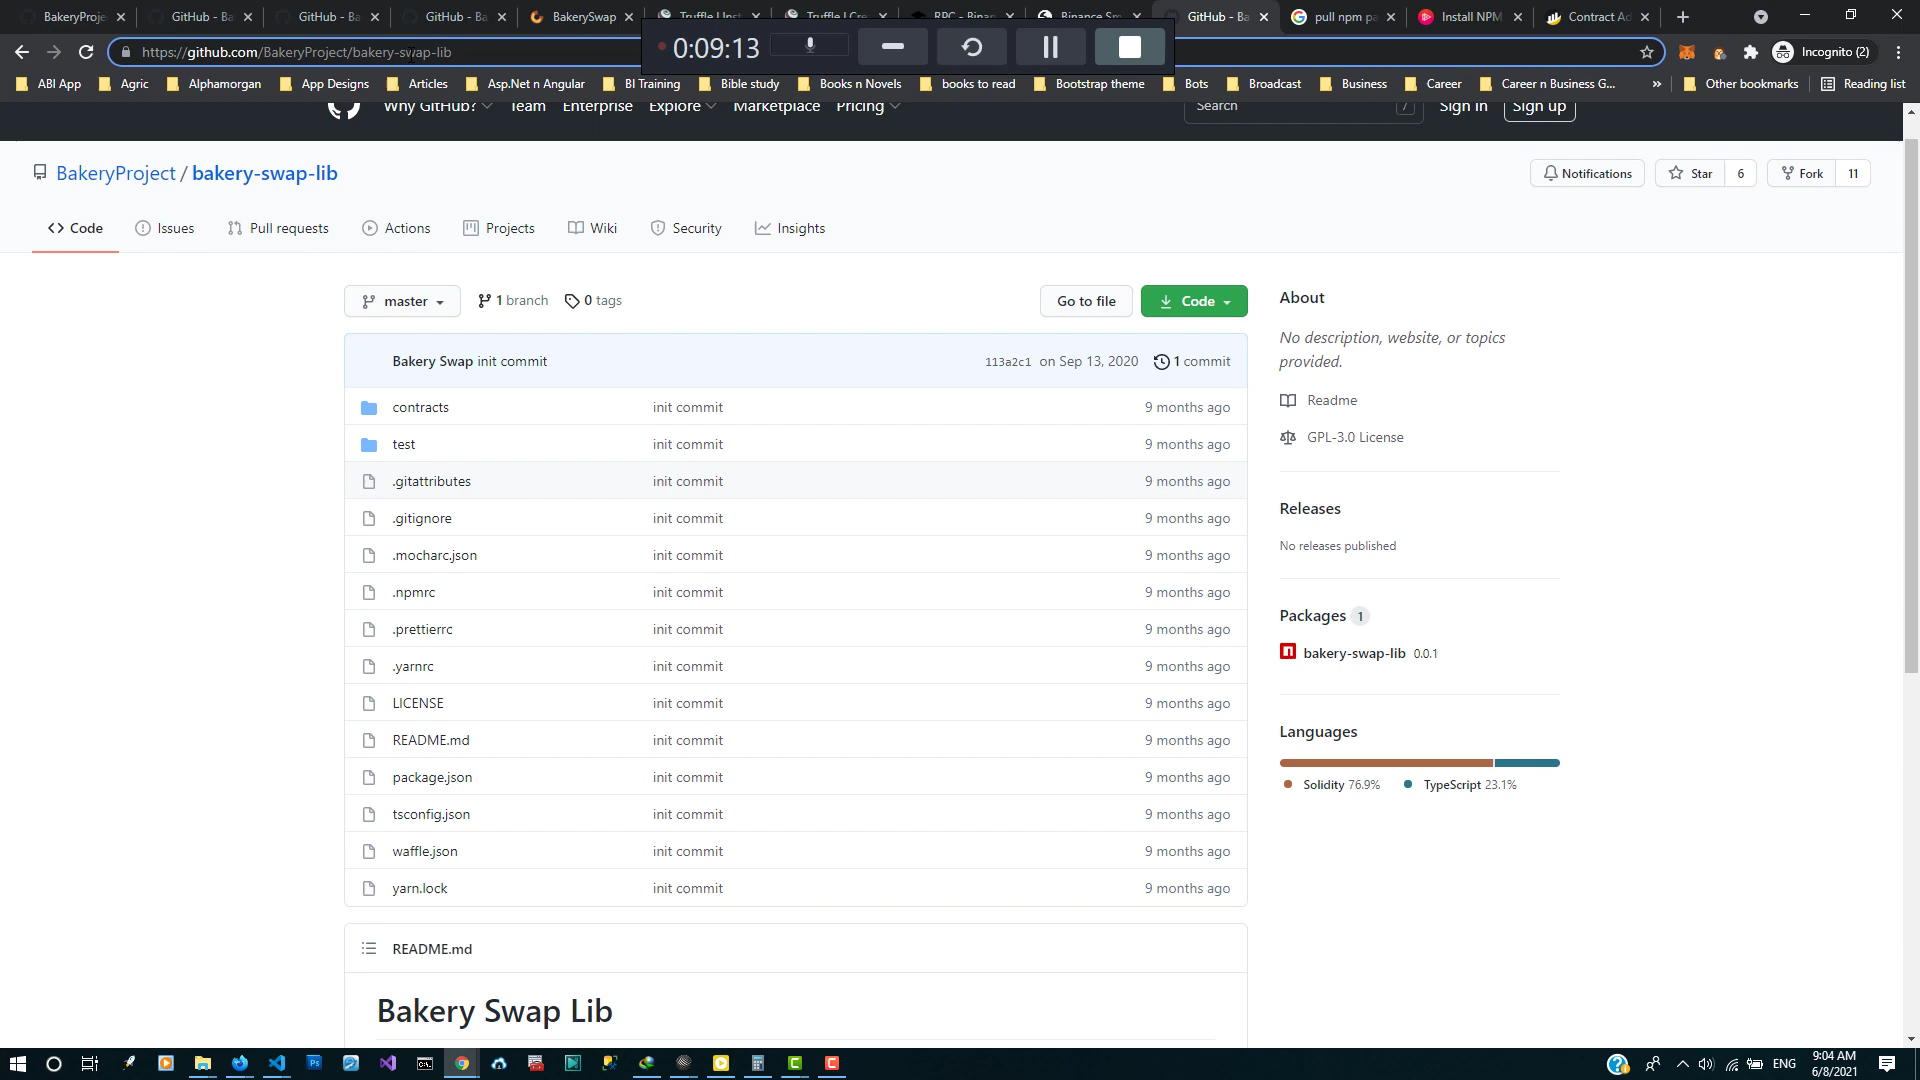 BakeryProje
GitHub - Ba
GitHub - Ba
GitHub - Ba
BakerySwap
Truffle | Inst
Truffle | Cre
RPC - Binan
Binance Sm
GitHub - Ba
pull npm pa
Install NPM
Contract Ad
https://github.com/BakeryProject/bakery-swap-lib
0:09:13
Incognito (2)
ABI App
Agric
Alphamorgan
App Designs
Articles
Asp.Net n Angular
BI Training
Bible study
Books n Novels
books to read
Bootstrap theme
Bots
Broadcast
Business
Career
Career n Business G...
»
Other bookmarks
Reading list
Why GitHub?
Team
Enterprise
Explore
Marketplace
Pricing
Search
/
Sign in
Sign up
BakeryProject / bakery-swap-lib
Notifications
Star 6
Fork 11
Code
Issues
Pull requests
Actions
Projects
Wiki
Security
Insights
master
1 branch
0 tags
Go to file
Code
Bakery Swap init commit
113a2c1 on Sep 13, 2020
1 commit
contracts init commit 9 months ago
test init commit 9 months ago
.gitattributes init commit 9 months ago
.gitignore init commit 9 months ago
.mocharc.json init commit 9 months ago
.npmrc init commit 9 months ago
.prettierrc init commit 9 months ago
.yarnrc init commit 9 months ago
LICENSE init commit 9 months ago
README.md init commit 9 months ago
package.json init commit 9 months ago
tsconfig.json init commit 9 months ago
waffle.json init commit 9 months ago
yarn.lock init commit 9 months ago
README.md
Bakery Swap Lib
About
No description, website, or topics
provided.
Readme
GPL-3.0 License
Releases
No releases published
Packages 1
bakery-swap-lib 0.0.1
Languages
Solidity 76.9%
TypeScript 23.1%
ENG
9:04 AM
6/8/2021